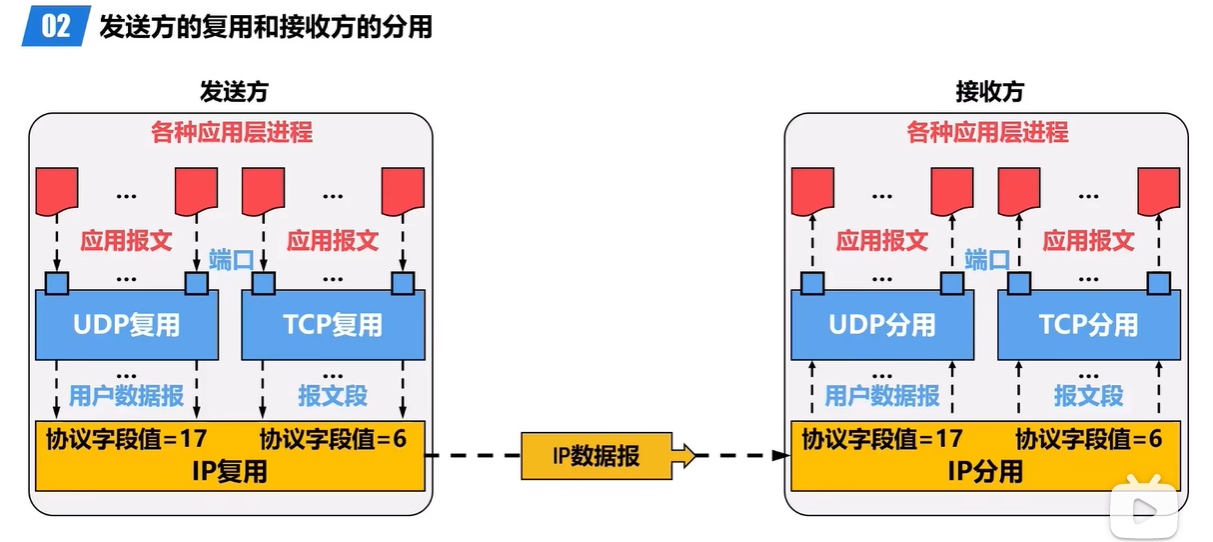 02 发送方的复用和接收方的分用
发送方 接收方
各种应用层进程 各种应用层进程
... ... ... ...
应用报文 应用报文 应用报文 应用报文
端口 端口
... ... ... ...
UDP复用 TCP复用 UDP分用 TCP分用
... ... ... ...
用户数据报 报文段 用户数据报 报文段
协议字段值=17 协议字段值=6 协议字段值=17 协议字段值=6
IP复用 IP数据报 IP分用